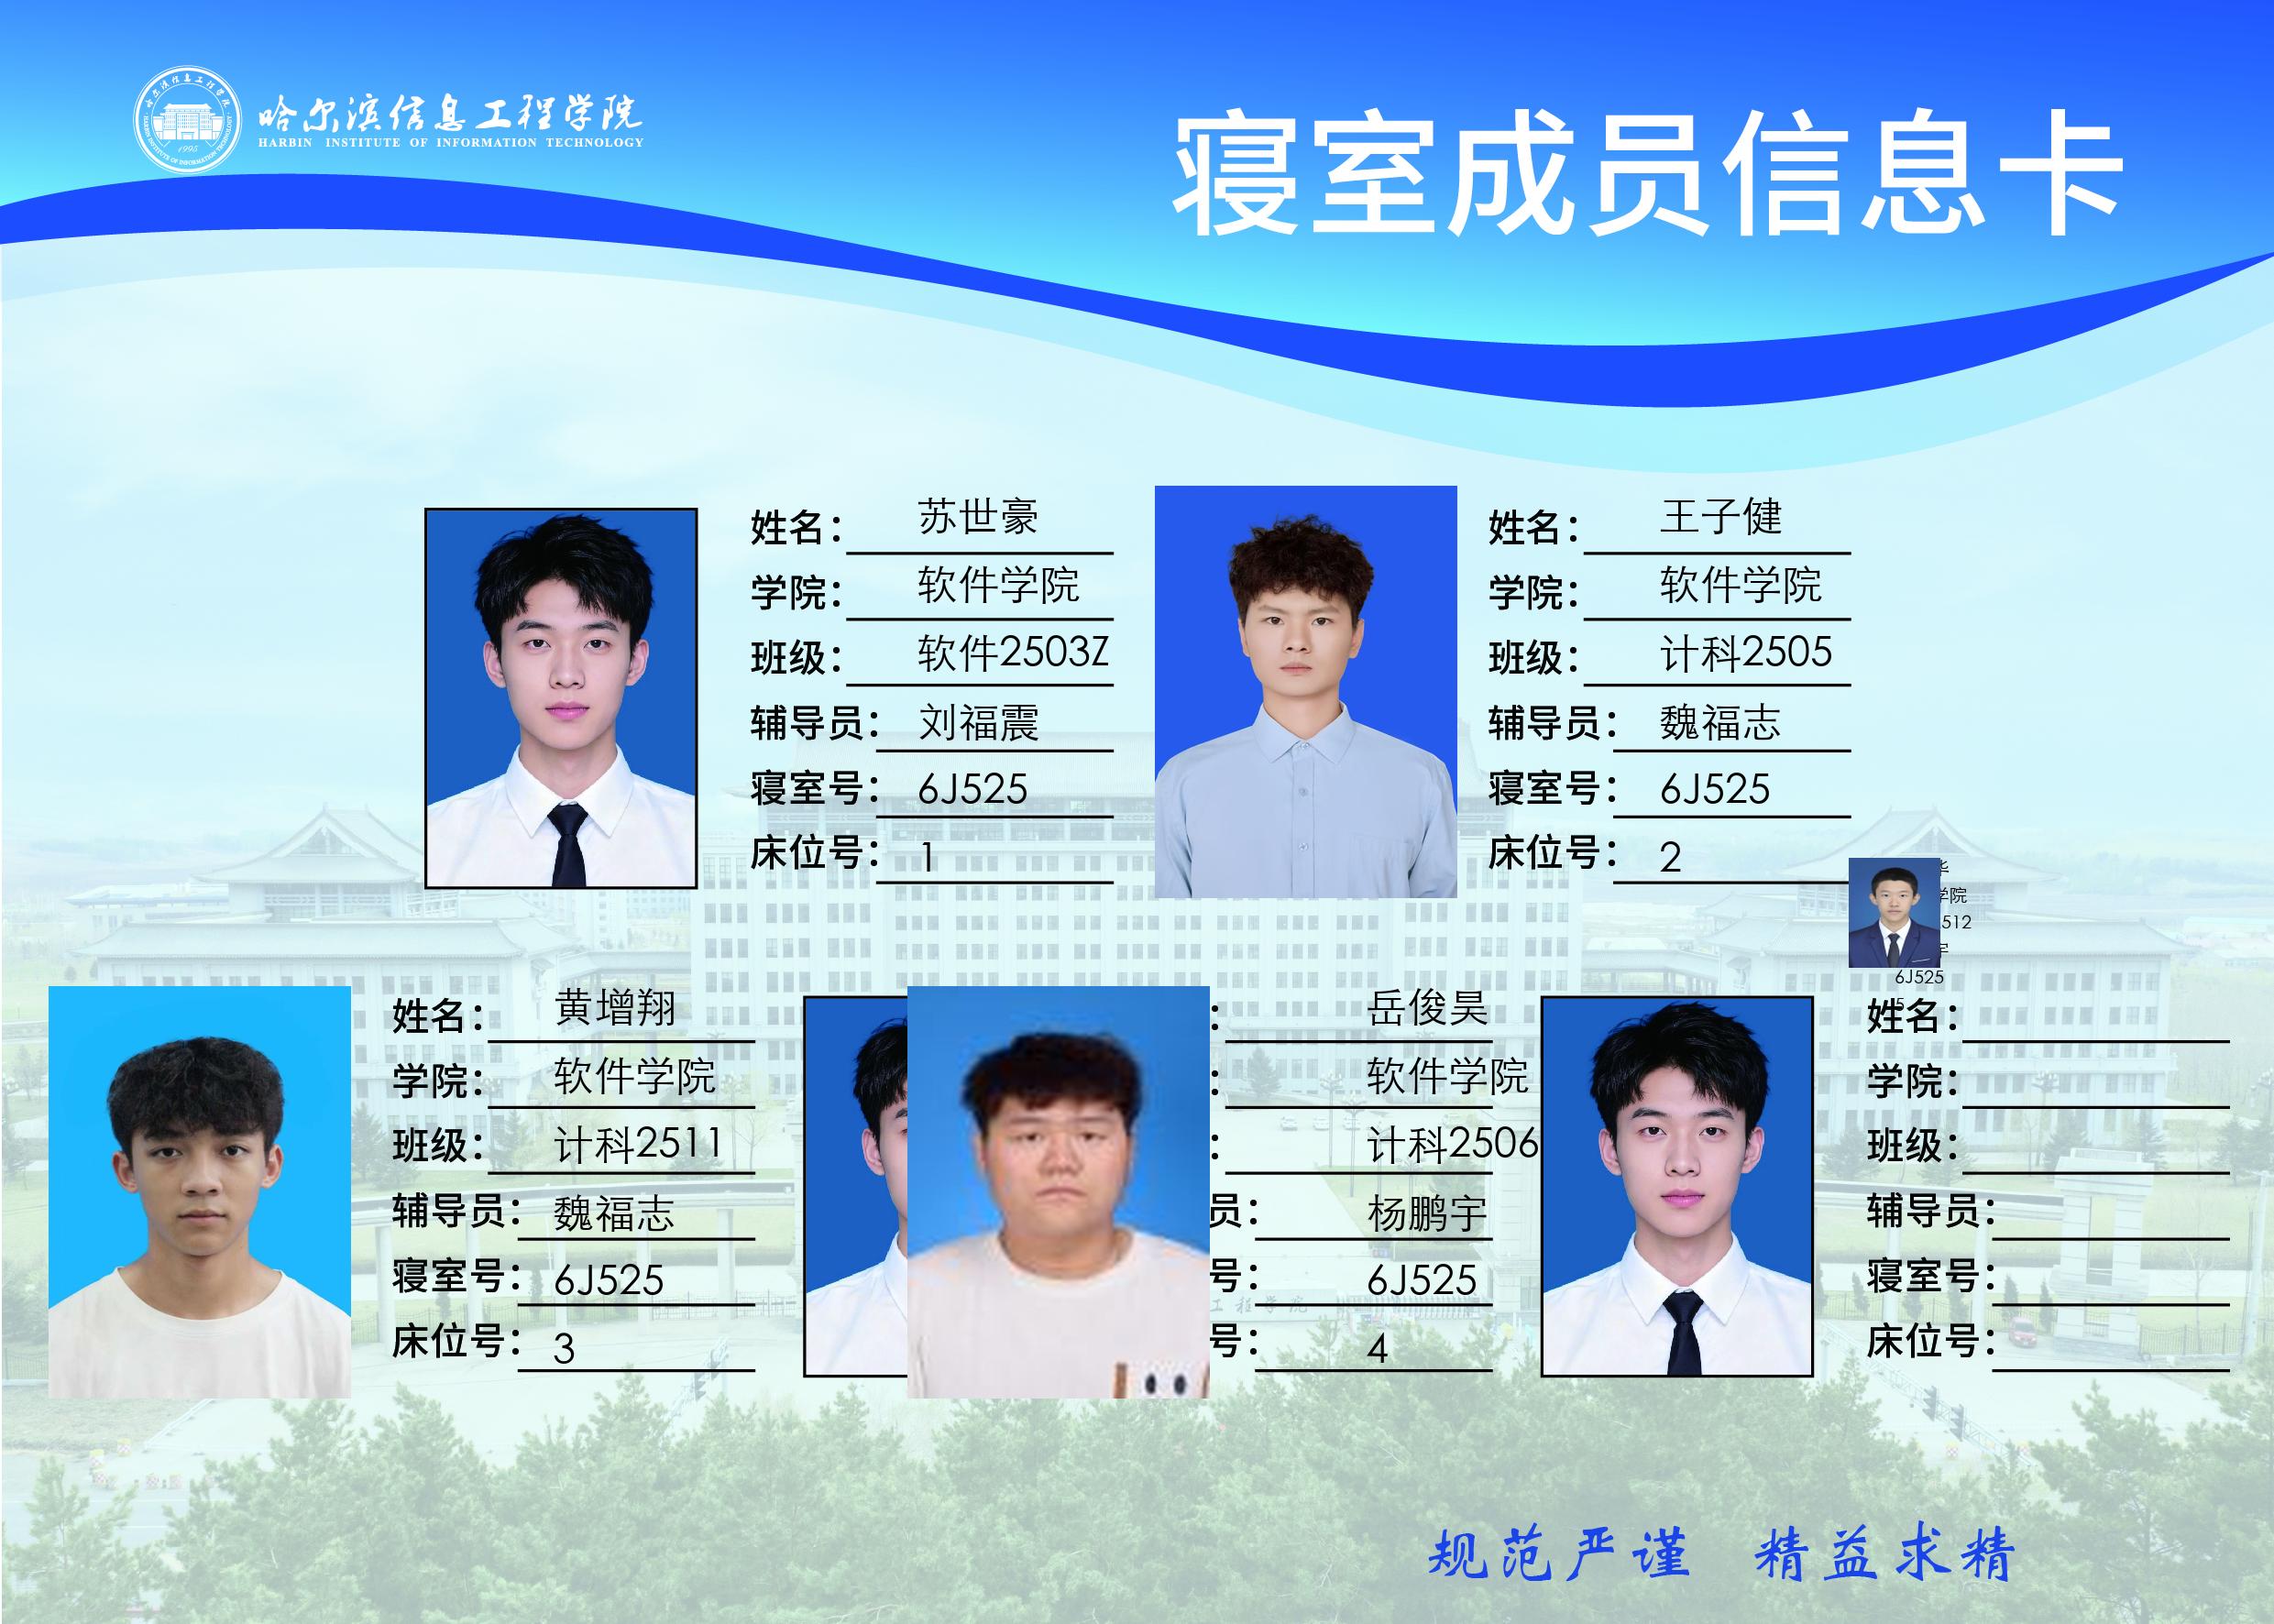 哈尔滨信息工程学院
HARBIN INSTITUTE OF INFORMATION TECHNOLOGY
1995
寝室成员信息卡
姓名： 苏世豪
学院： 软件学院
班级： 软件2503Z
辅导员： 刘福震
寝室号： 6J525
床位号： 1
姓名： 王子健
学院： 软件学院
班级： 计科2505
辅导员： 魏福志
寝室号： 6J525
床位号： 2
学院
512
6J525
5
姓名： 黄增翔
学院： 软件学院
班级： 计科2511
辅导员： 魏福志
寝室号： 6J525
床位号： 3
： 岳俊昊
： 软件学院
： 计科2506
员： 杨鹏宇
号： 6J525
号： 4
姓名：
学院：
班级：
辅导员：
寝室号：
床位号：
规范严谨 精益求精